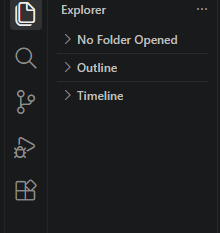 Explorer
No Folder Opened
Outline
Timeline